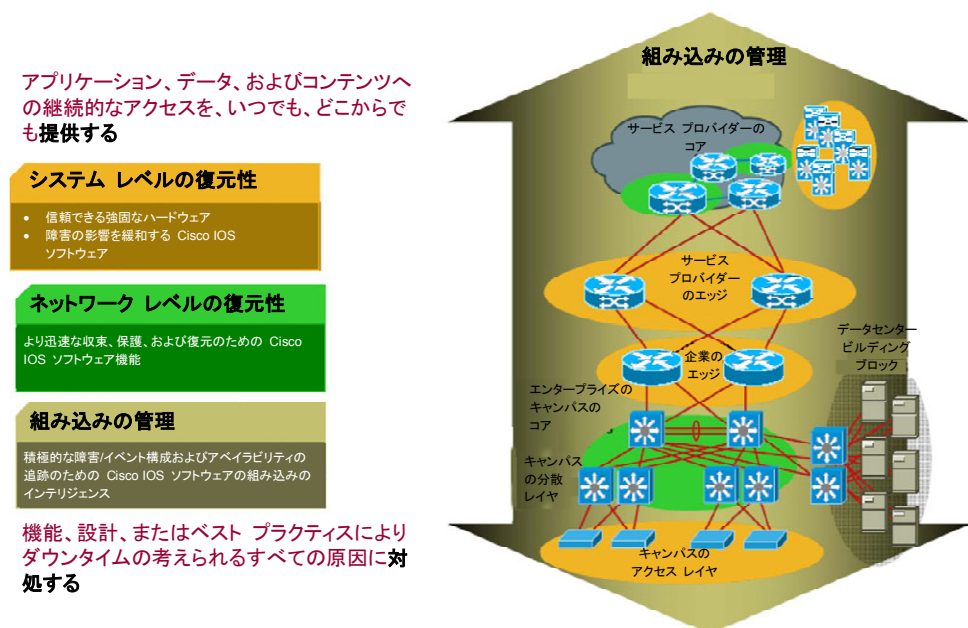 アプリケーション、データ、およびコンテンツへ
の継続的なアクセスを、いつでも、どこからで
も提供する
システム レベルの復元性
• 信頼できる強固なハードウェア
• 障害の影響を緩和する Cisco IOS
ソフトウェア
ネットワーク レベルの復元性
より迅速な収束、保護、および復元のための Cisco
IOS ソフトウェア機能
組み込みの管理
積極的な障害/イベント構成およびアベイラビリティの
追跡のための Cisco IOS ソフトウェアの組み込みの
インテリジェンス
機能、設計、またはベスト プラクティスにより
ダウンタイムの考えられるすべての原因に対
処する
組み込みの管理
サービス プロバイダーの
コア
サービス
プロバイダー
のエッジ
企業の
エッジ
データセンター
ビルディング
ブロック
エンタープライズの
キャンパスの
コア
キャンパス
の分散
レイヤ
キャンパスの
アクセス レイヤ